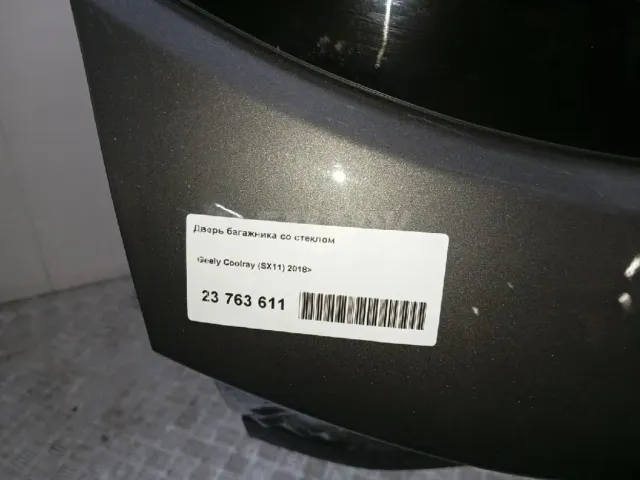 Дверь багажника со стеклом
Geely Coolray (SX11) 2018>
23 763 611